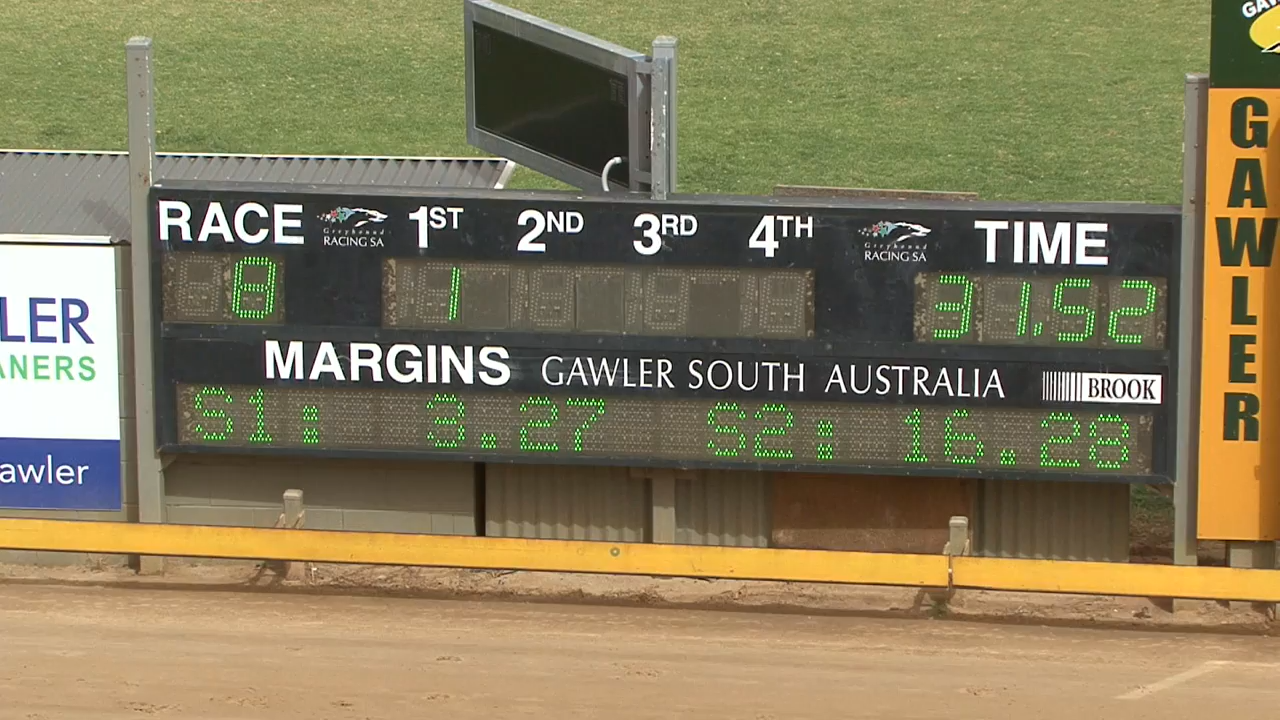 GAWLER
RACE
Greyhound
RACING SA
1ST 2ND 3RD 4TH
Greyhound
RACING SA
TIME
8 1 31.52
MARGINS GAWLER SOUTH AUSTRALIA BROOK
S1: 3.27 S2: 16.28
LER
ANERS
awler